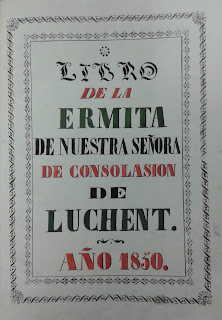 LIBRO
DE LA
ERMITA
DE NUESTRA SEÑORA
DE CONSOLASION
DE
LUCHENT.
AÑO 1850.